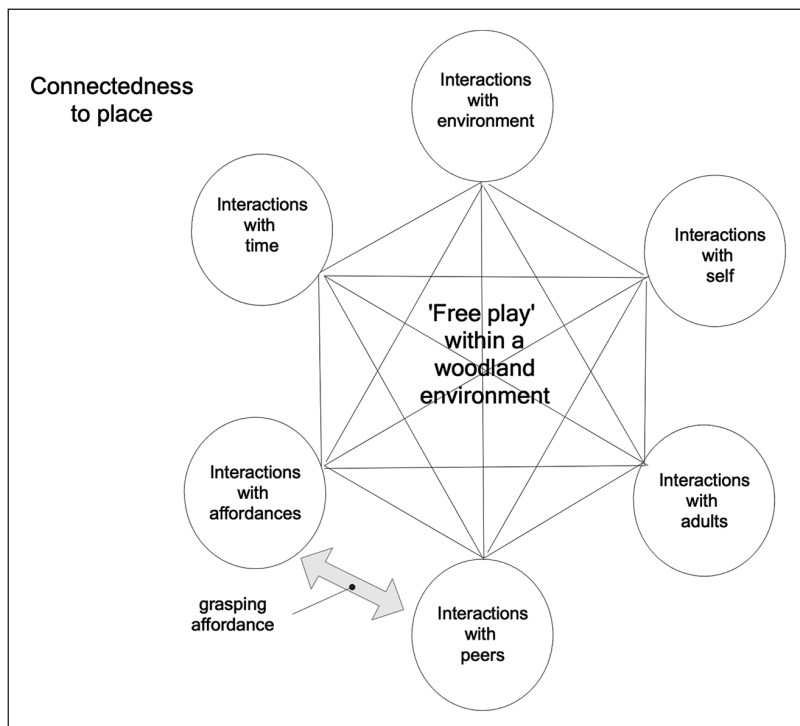 Connectedness
to place
Interactions
with
environment
Interactions
with
time
Interactions
with
self
'Free play'
within a
woodland
environment
Interactions
with
affordances
Interactions
with
adults
grasping
affordance
Interactions
with
peers